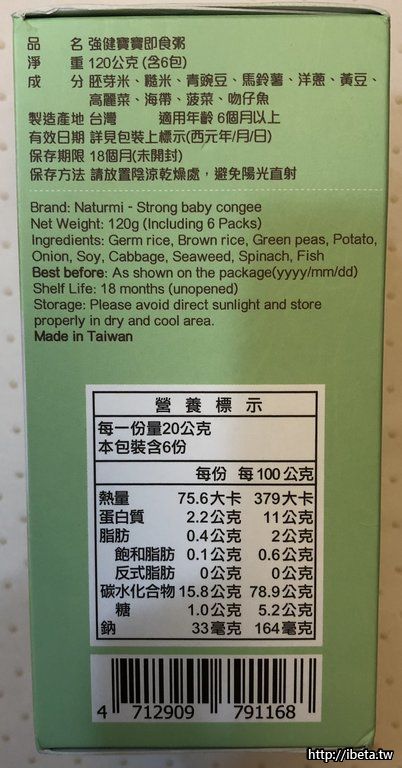 品　　名 強健寶寶即食粥
淨　　重 120公克 (含6包)
成　　分 胚芽米、糙米、青豌豆、馬鈴薯、洋蔥、黃豆、
高麗菜、海帶、菠菜、吻仔魚
製造產地 台灣　　適用年齡 6個月以上
有效日期 詳見包裝上標示(西元年/月/日)
保存期限 18個月(未開封)
保存方法 請放置陰涼乾燥處，避免陽光直射
Brand: Naturmi - Strong baby congee
Net Weight: 120g (Including 6 Packs)
Ingredients: Germ rice, Brown rice, Green peas, Potato,
Onion, Soy, Cabbage, Seaweed, Spinach, Fish
Best before: As shown on the package(yyyy/mm/dd)
Shelf Life: 18 months (unopened)
Storage: Please avoid direct sunlight and store
properly in dry and cool area.
Made in Taiwan
營養標示
每一份量20公克
本包裝含6份
每份 每100公克
熱量 75.6大卡 379大卡
蛋白質 2.2公克 11公克
脂肪 0.4公克 2公克
飽和脂肪 0.1公克 0.6公克
反式脂肪 0公克 0公克
碳水化合物 15.8公克 78.9公克
糖 1.0公克 5.2公克
鈉 33毫克 164毫克
4 712909 791168
http://ibeta.tw